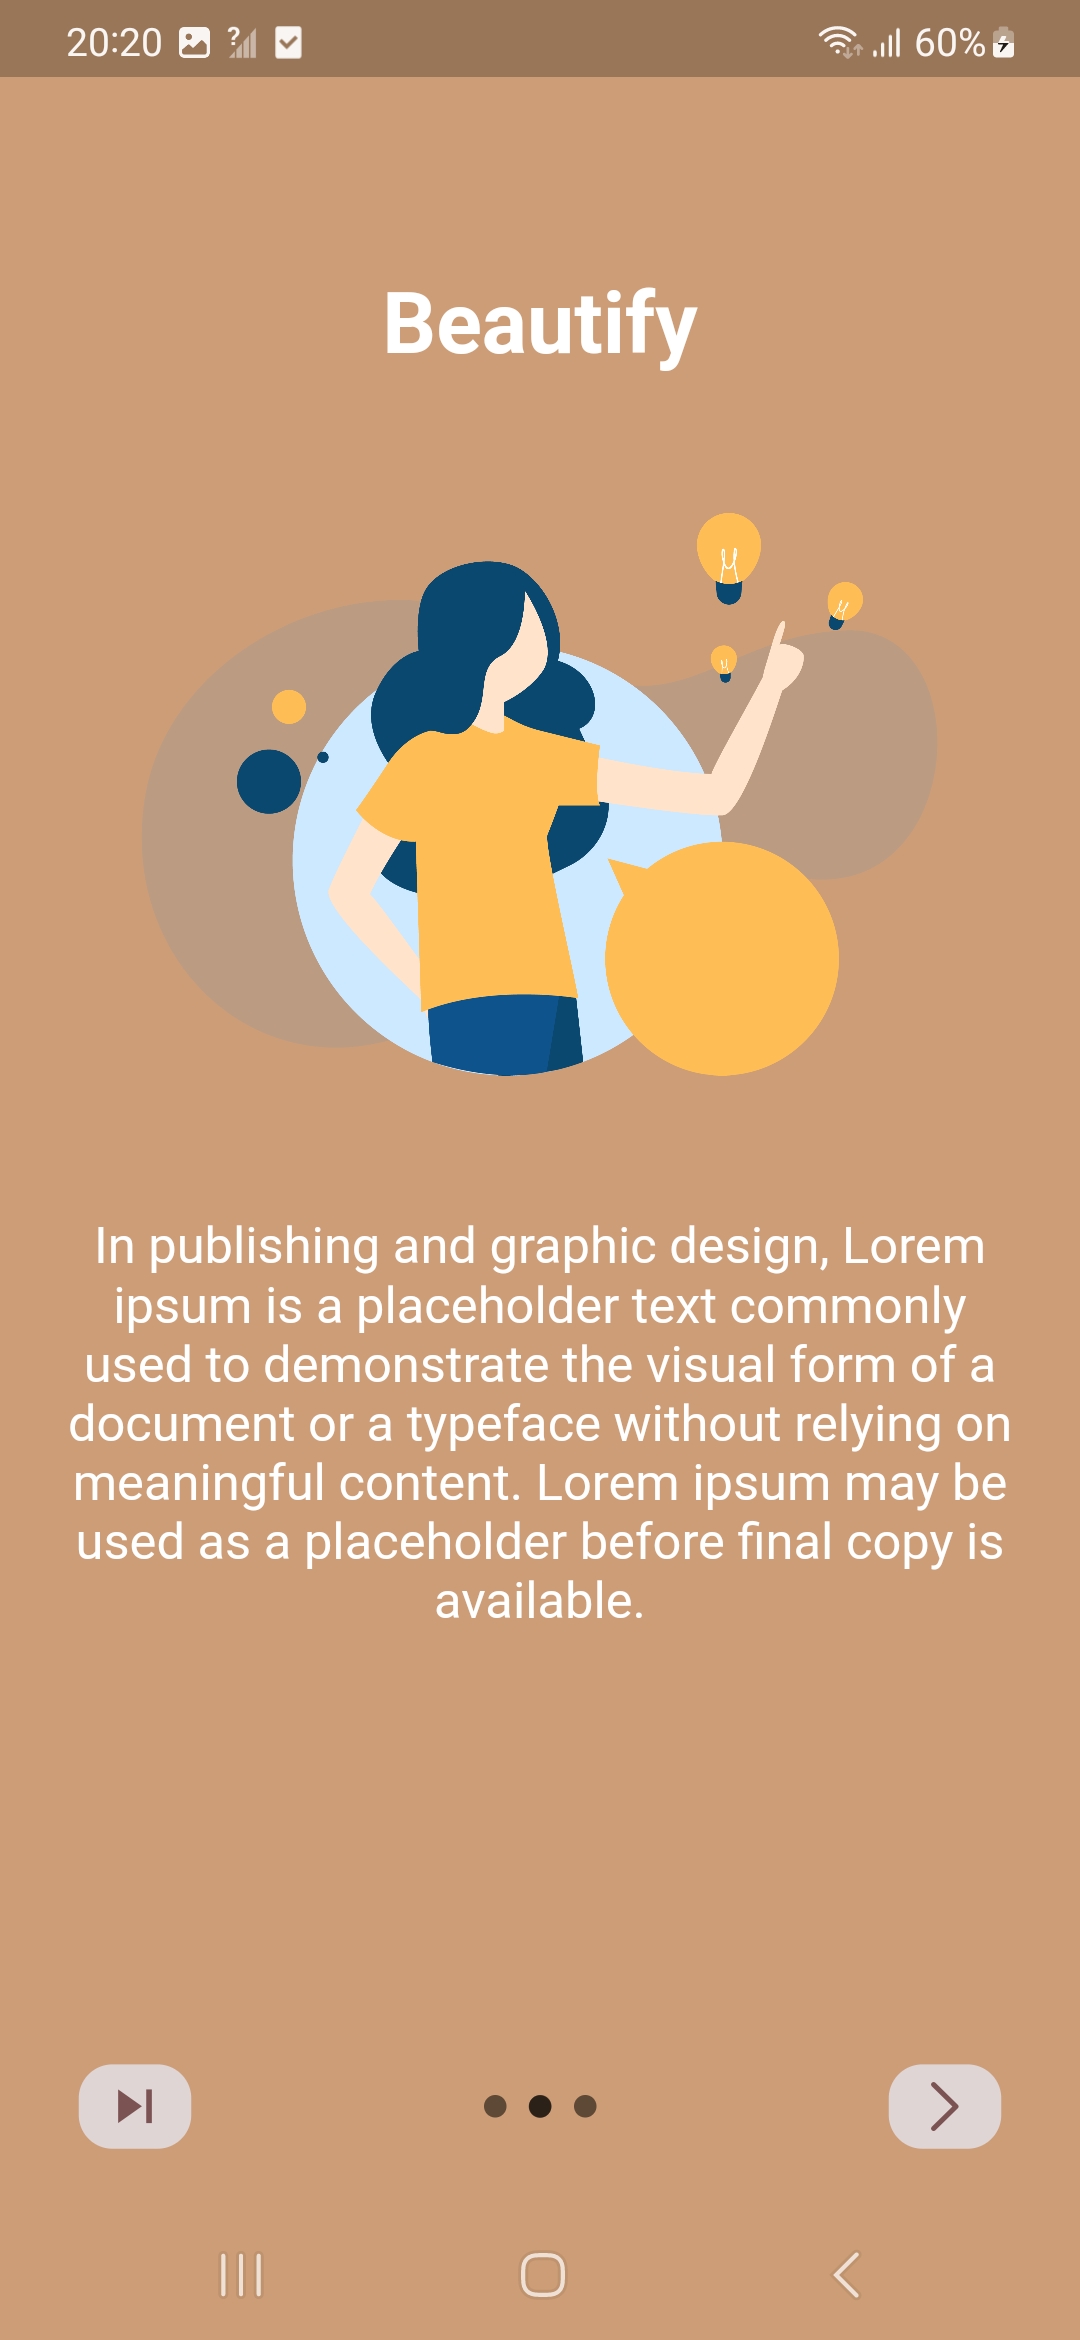 20:20
60%
Beautify
In publishing and graphic design, Lorem
ipsum is a placeholder text commonly
used to demonstrate the visual form of a
document or a typeface without relying on
meaningful content. Lorem ipsum may be
used as a placeholder before final copy is
available.